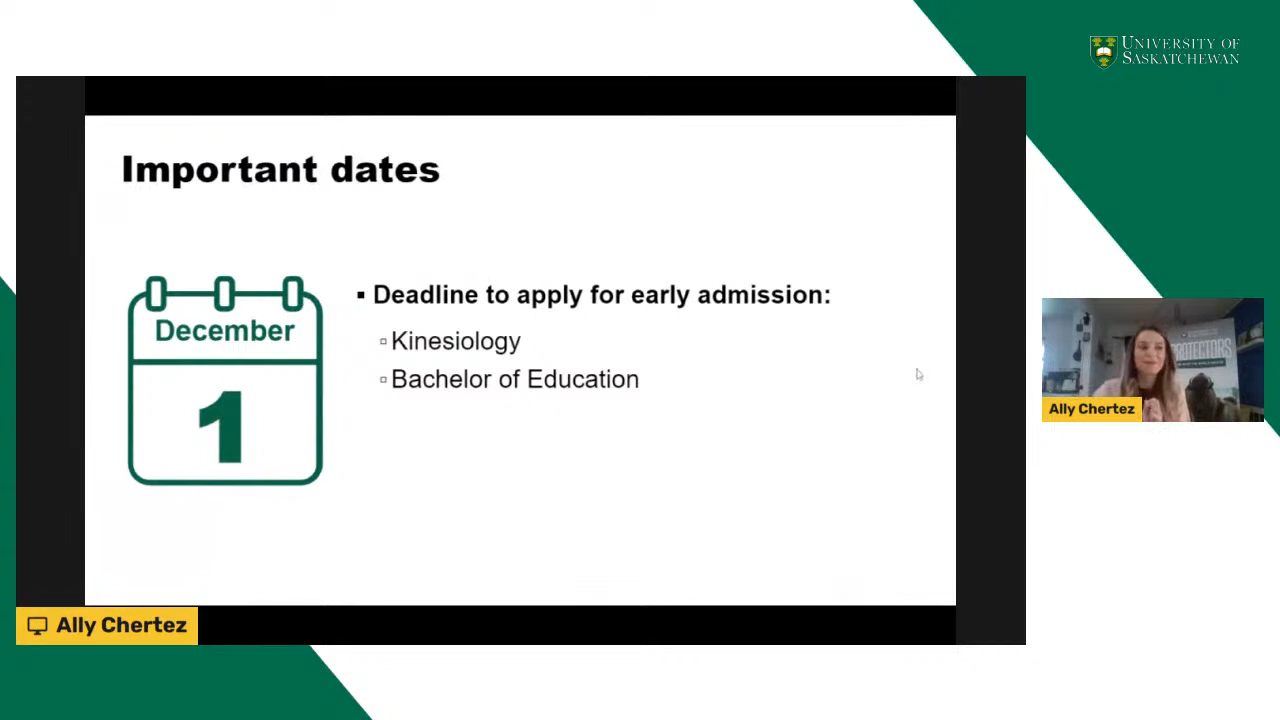 UNIVERSITY OF
SASKATCHEWAN
Important dates
December
1
▪ Deadline to apply for early admission:
▫ Kinesiology
▫ Bachelor of Education
PROTECTORS
Ally Chertez
Ally Chertez